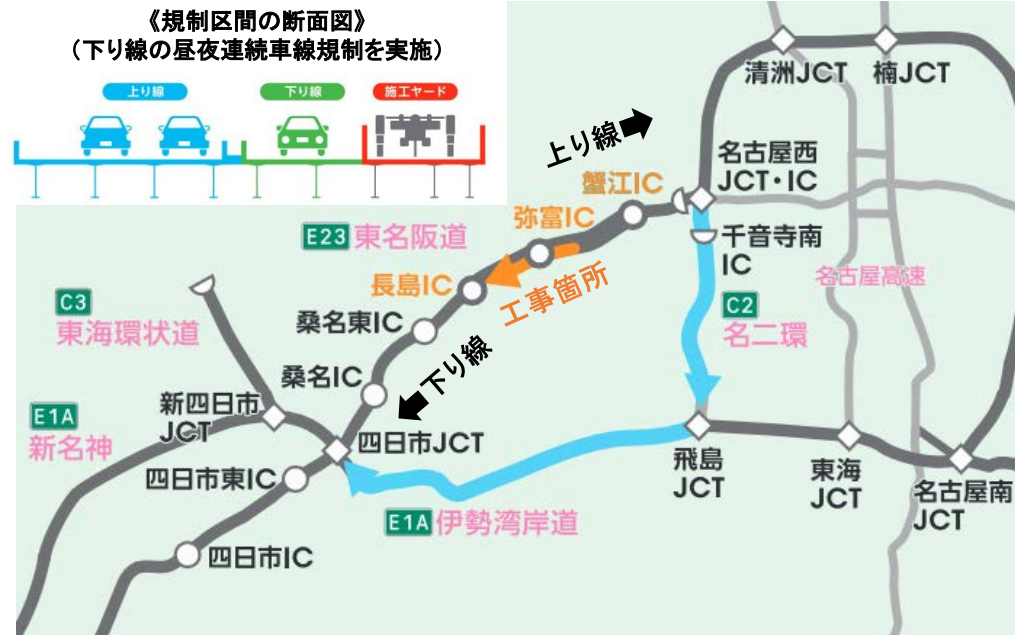 《規制区間の断面図》
（下り線の昼夜連続車線規制を実施）
上り線
下り線
施工ヤード
清洲JCT
楠JCT
上り線
名古屋西
JCT・IC
蟹江IC
弥富IC
千音寺南
IC
E23 東名阪道
名古屋高速
長島IC
工事箇所
C3
東海環状道
C2
名二環
桑名東IC
下り線
桑名IC
新四日市
JCT
E1A
新名神
四日市JCT
四日市東IC
飛島
JCT
東海
JCT
名古屋南
JCT
E1A 伊勢湾岸道
四日市IC